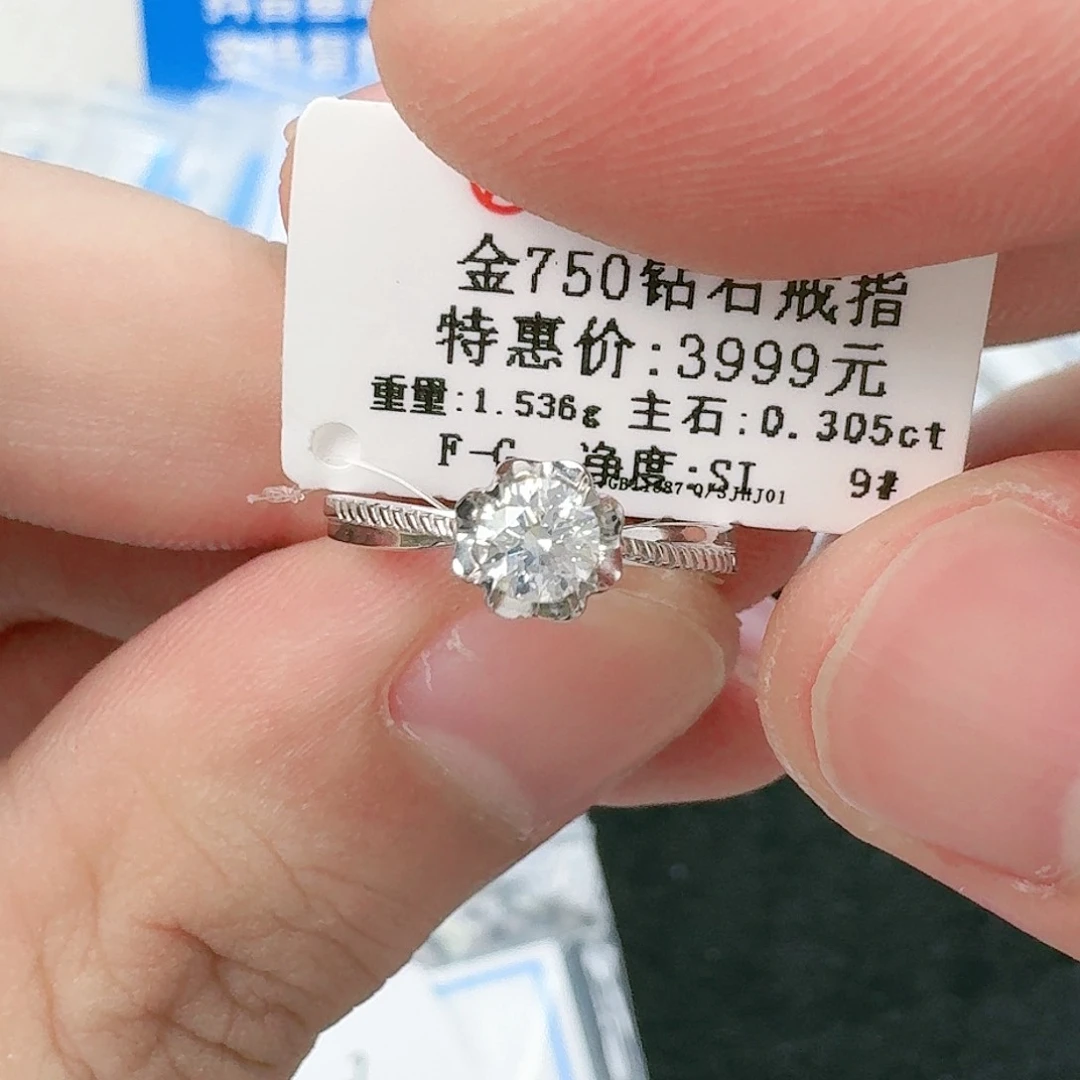 金750钻石戒指
特惠价:3999元
重量:1.536g 主石:0.305ct
F-G 净度:SI 9#